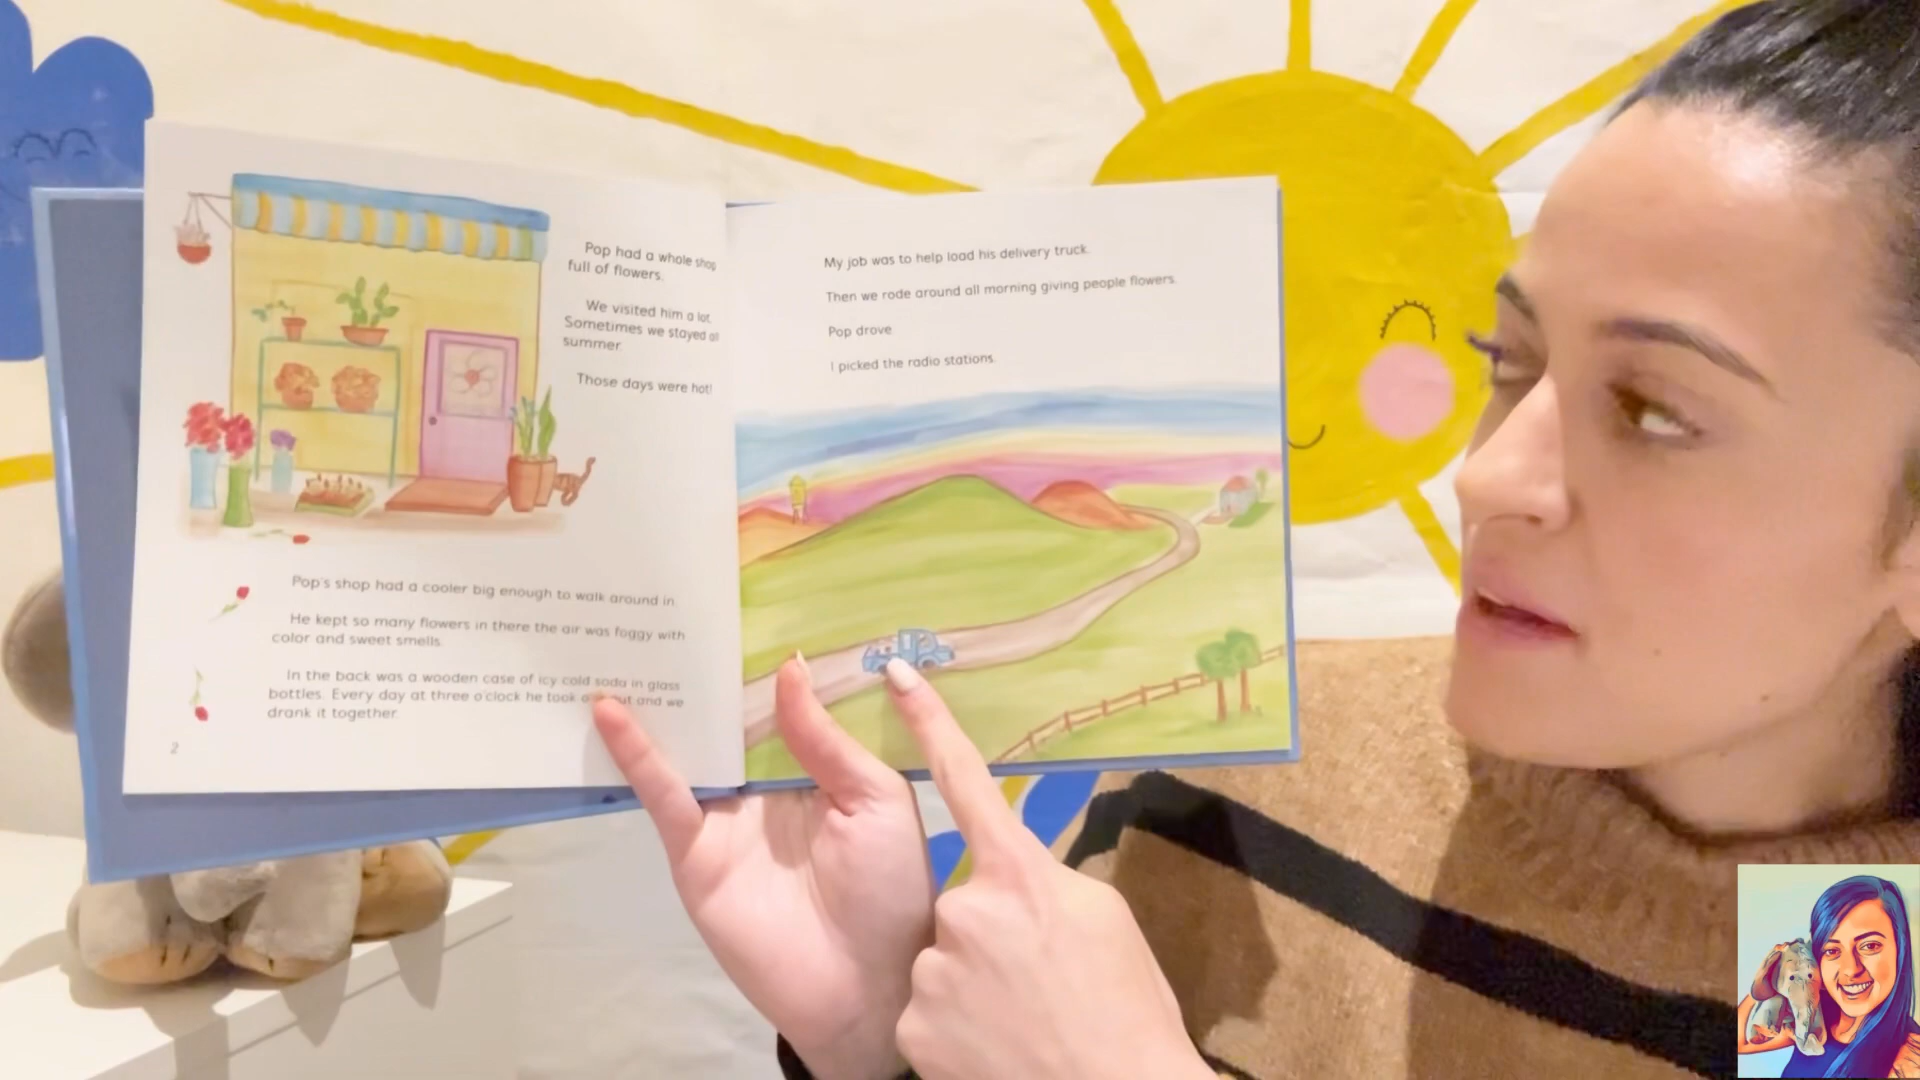 Pop had a whole shop
full of flowers.
We visited him a lot.
Sometimes we stayed all
summer.
Those days were hot!
Pop's shop had a cooler big enough to walk around in.
He kept so many flowers in there the air was foggy with
color and sweet smells.
In the back was a wooden case of icy cold soda in glass
bottles. Every day at three o'clock he took out and we
drank it together.
2
My job was to help load his delivery truck.
Then we rode around all morning giving people flowers.
Pop drove.
I picked the radio stations.